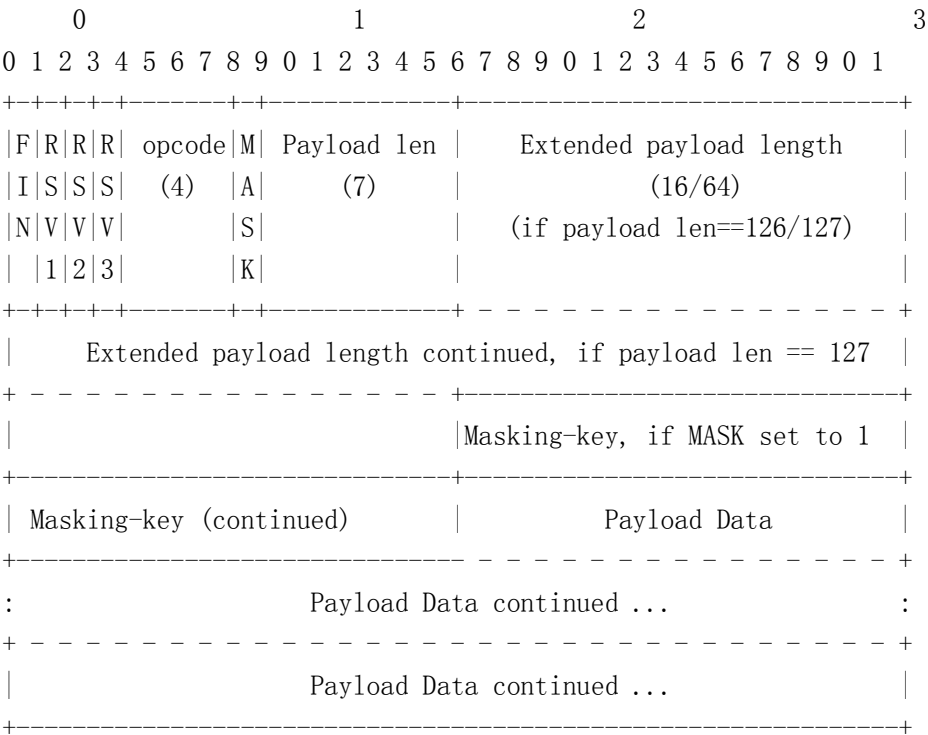 0 1 2 3
0 1 2 3 4 5 6 7 8 9 0 1 2 3 4 5 6 7 8 9 0 1 2 3 4 5 6 7 8 9 0 1
+-+-+-+-+-------+-+-------------+-------------------------------+
|F|R|R|R| opcode|M| Payload len | Extended payload length |
|I|S|S|S| (4) |A| (7) | (16/64) |
|N|V|V|V| |S| | (if payload len==126/127) |
| |1|2|3| |K| | |
+-+-+-+-+-------+-+-------------+ - - - - - - - - - - - - - - - +
| Extended payload length continued, if payload len == 127 |
+ - - - - - - - - - - - - - - - +-------------------------------+
| |Masking-key, if MASK set to 1 |
+-------------------------------+-------------------------------+
| Masking-key (continued) | Payload Data |
+-------------------------------- - - - - - - - - - - - - - - - +
: Payload Data continued ... :
+ - - - - - - - - - - - - - - - - - - - - - - - - - - - - - - - +
| Payload Data continued ... |
+---------------------------------------------------------------+